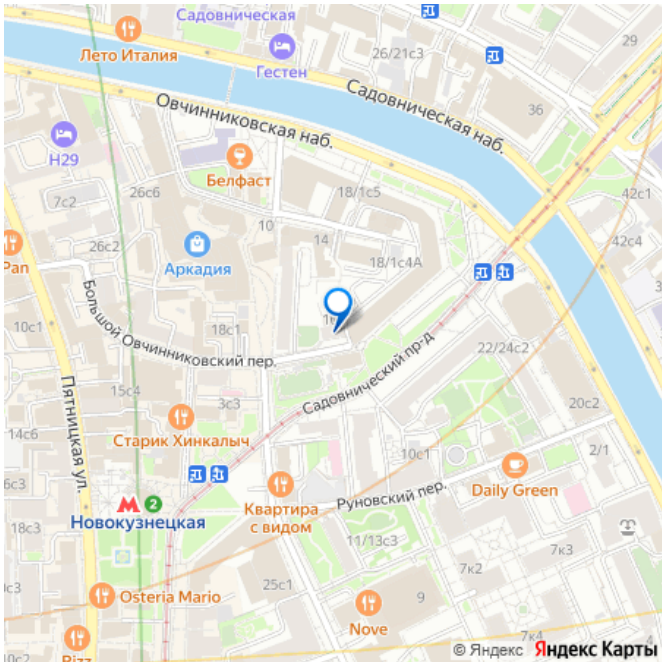 Садовническая
29
Лето Италия
26/21с3
Гестен
Садовническая наб.
36
Овчинниковская наб.
Н29
Белфаст
7с2
26с6
18/1с5
42с1
10
26с2
14
42с4
Pan
Аркадия
18/1с4А
Большой Овчинниковский пер.
10с1
18с1
Садовнический пр-д
22/24с2
Пятницкая ул.
15с4
3с3
20с2
14с6
Старик Хинкалыч
10с1
2/1
Daily Green
Квартира
с видом
Руновский пер.
2
Новокузнецкая
18с3
11/13с3
7к3
7к2
3с3
25с1
Osteria Mario
9
Nove
7к4
© Яндекс Яндекс Карты